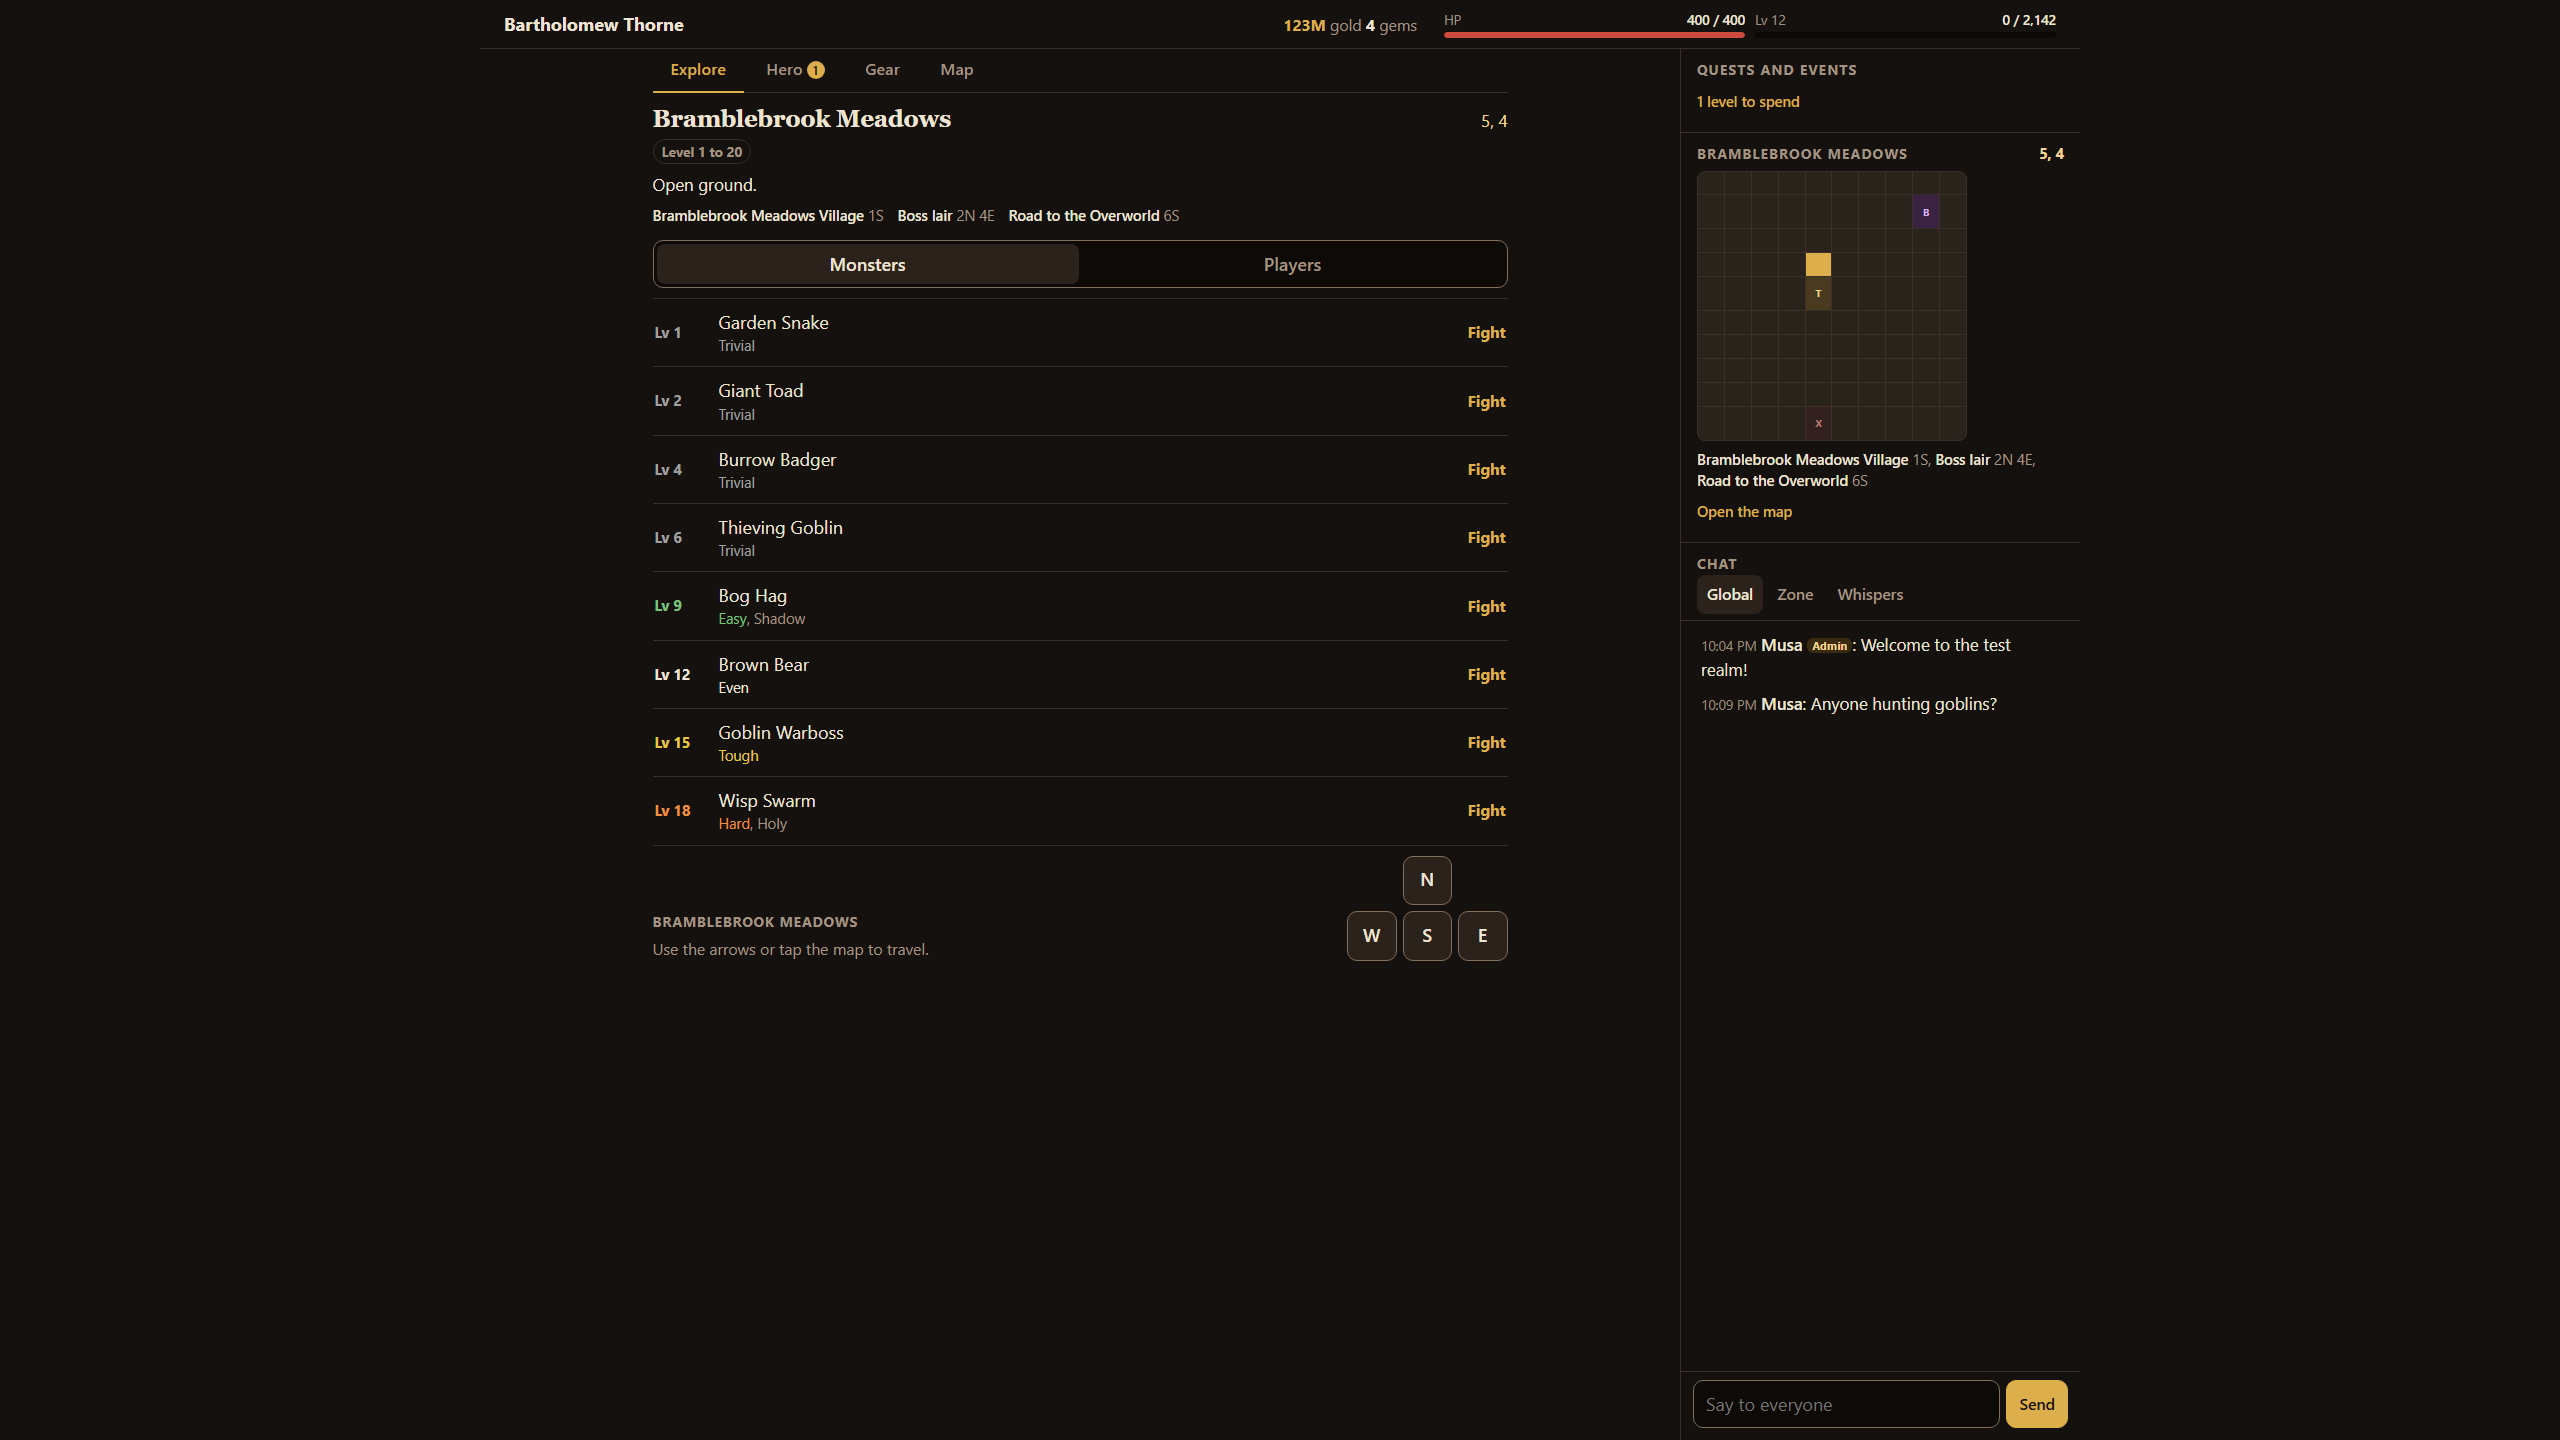 Bartholomew Thorne
123M gold 4 gems
HP 400 / 400
Lv 12 0 / 2,142
Explore
Hero 1
Gear
Map
Bramblebrook Meadows
5, 4
Level 1 to 20
Open ground.
Bramblebrook Meadows Village 1S Boss lair 2N 4E Road to the Overworld 6S
Monsters
Players
Lv 1
Garden Snake
Trivial
Fight
Lv 2
Giant Toad
Trivial
Fight
Lv 4
Burrow Badger
Trivial
Fight
Lv 6
Thieving Goblin
Trivial
Fight
Lv 9
Bog Hag
Easy, Shadow
Fight
Lv 12
Brown Bear
Even
Fight
Lv 15
Goblin Warboss
Tough
Fight
Lv 18
Wisp Swarm
Hard, Holy
Fight
BRAMBLEBROOK MEADOWS
Use the arrows or tap the map to travel.
N
W S E
QUESTS AND EVENTS
1 level to spend
BRAMBLEBROOK MEADOWS
5, 4
B
T
X
Bramblebrook Meadows Village 1S, Boss lair 2N 4E,
Road to the Overworld 6S
Open the map
CHAT
Global Zone Whispers
10:04 PM Musa Admin: Welcome to the test
realm!
10:09 PM Musa: Anyone hunting goblins?
Say to everyone
Send